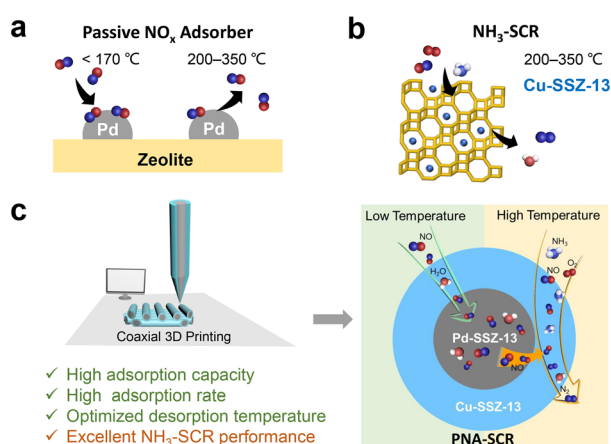 a
Passive NOx Adsorber
< 170 ℃
200–350 ℃
Pd
Pd
Zeolite
b
NH3-SCR
200–350 ℃
Cu-SSZ-13
c
Coaxial 3D Printing
✓ High adsorption capacity
✓ High adsorption rate
✓ Optimized desorption temperature
✓ Excellent NH3-SCR performance
Low Temperature
High Temperature
NO
H2O
NH3
NO
O2
Pd-SSZ-13
NO
N2
Cu-SSZ-13
PNA-SCR